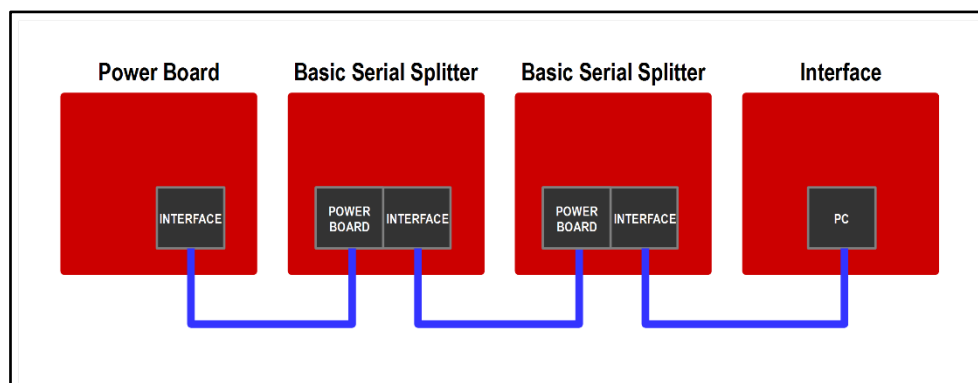 Power Board
Basic Serial Splitter
Basic Serial Splitter
Interface
INTERFACE
POWER
BOARD
INTERFACE
POWER
BOARD
INTERFACE
PC